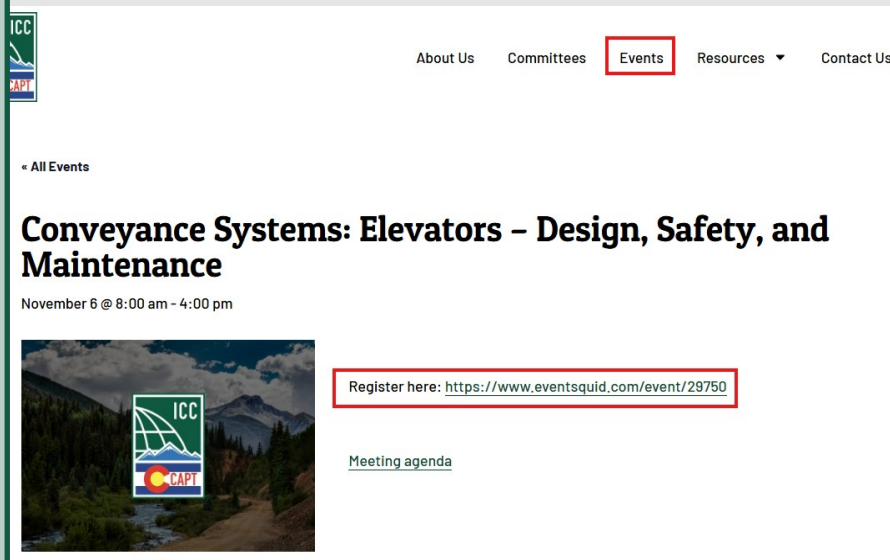 ICC
CAPT
About Us Committees Events Resources Contact Us
« All Events
Conveyance Systems: Elevators – Design, Safety, and
Maintenance
November 6 @ 8:00 am - 4:00 pm
Register here: https://www.eventsquid.com/event/29750
ICC
CAPT
Meeting agenda